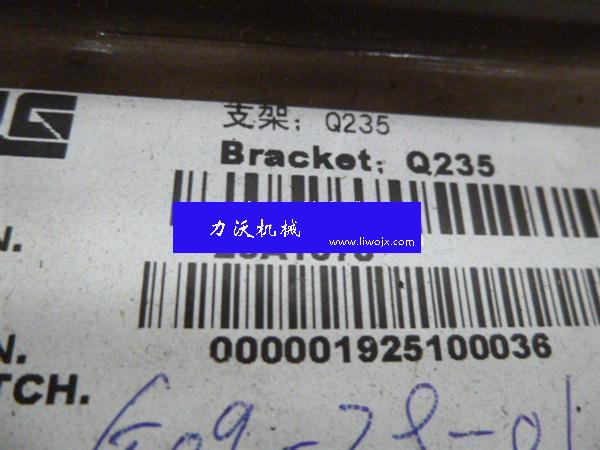 支架：Q235
Bracket: Q235
力沃机械
www.liwojx.com
N.
000001925100036
N.
TCH.